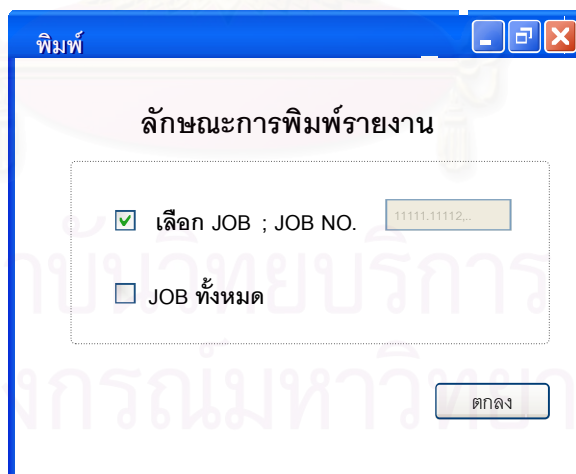 พิมพ์
ลักษณะการพิมพ์รายงาน
เลือก JOB ; JOB NO. 11111.11112,..
JOB ทั้งหมด
ตกลง